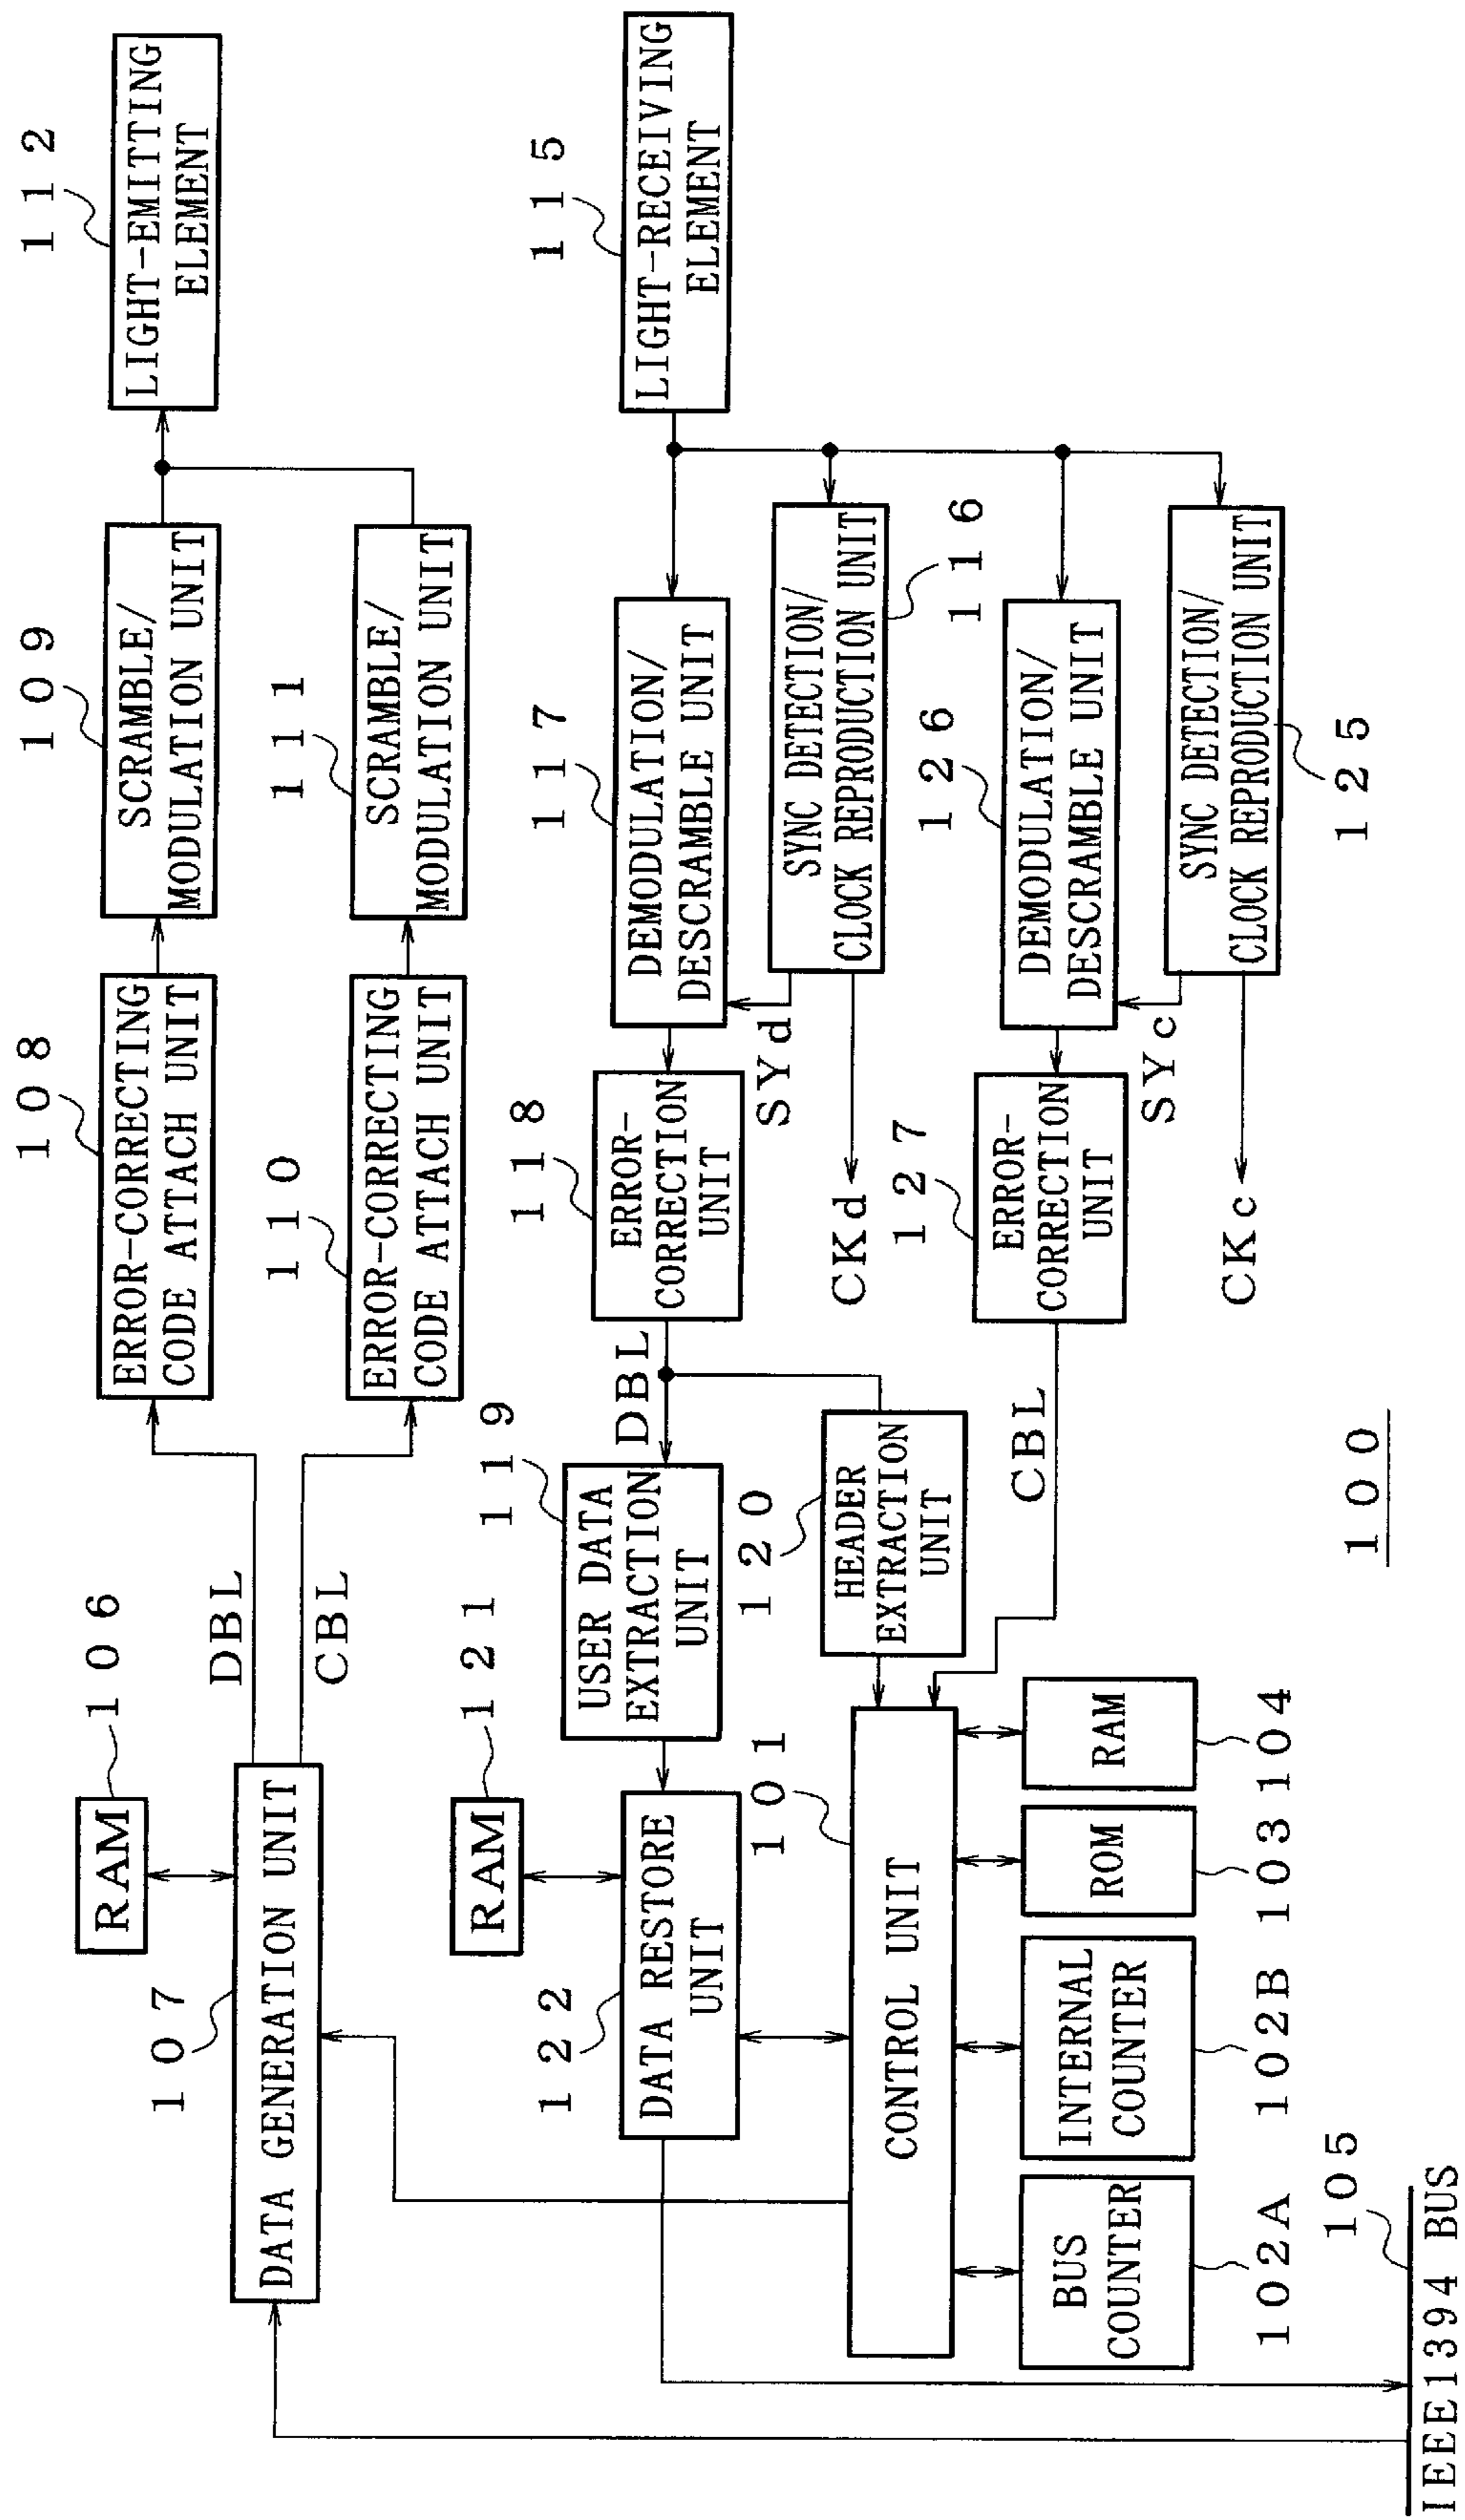 106
RAM
107
DATA GENERATION UNIT
DBL
CBL
108
ERROR-CORRECTING
CODE ATTACH UNIT
109
SCRAMBLE/
MODULATION UNIT
112
LIGHT-EMITTING
ELEMENT
110
ERROR-CORRECTING
CODE ATTACH UNIT
111
SCRAMBLE/
MODULATION UNIT
121
RAM
122
DATA RESTORE
UNIT
119
USER DATA
EXTRACTION
UNIT
DBL
118
ERROR-
CORRECTION
UNIT
117
DEMODULATION/
DESCRAMBLE UNIT
115
LIGHT-RECEIVING
ELEMENT
SYd
SYNC DETECTION/
CLOCK REPRODUCTION UNIT
116
CKd
120
HEADER
EXTRACTION
UNIT
101
CONTROL UNIT
CBL
127
ERROR-
CORRECTION
UNIT
126
DEMODULATION/
DESCRAMBLE UNIT
SYc
SYNC DETECTION/
CLOCK REPRODUCTION UNIT
125
CKc
BUS
COUNTER
102A
INTERNAL
COUNTER
102B
ROM
103
RAM
104
105
IEEE1394 BUS
100